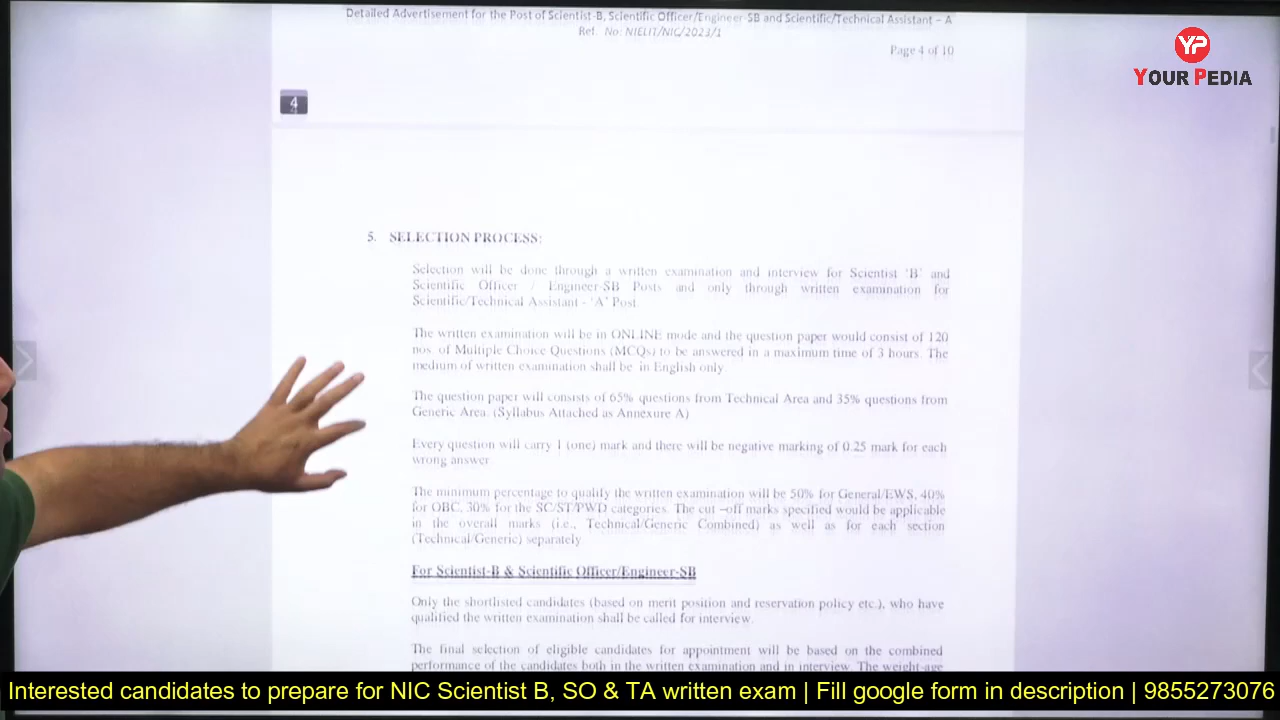 Detailed Advertisement for the Post of Scientist-B, Scientific Officer/Engineer-SB and Scientific/Technical Assistant – A
Ref. No: NIELIT/NIC/2023/1
Page 4 of 10
YP
YOUR PEDIA
4
5. SELECTION PROCESS:
Selection will be done through a written examination and interview for Scientist 'B' and
Scientific Officer / Engineer-SB Posts and only through written examination for
Scientific/Technical Assistant - 'A' Post.
The written examination will be in ONLINE mode and the question paper would consist of 120
nos. of Multiple Choice Questions (MCQs) to be answered in a maximum time of 3 hours. The
medium of written examination shall be in English only.
The question paper will consists of 65% questions from Technical Area and 35% questions from
Generic Area. (Syllabus Attached as Annexure A)
Every question will carry 1 (one) mark and there will be negative marking of 0.25 mark for each
wrong answer
The minimum percentage to qualify the written examination will be 50% for General/EWS, 40%
for OBC, 30% for the SC/ST/PWD categories. The cut –off marks specified would be applicable
in the overall marks (i.e., Technical/Generic Combined) as well as for each section
(Technical/Generic) separately
For Scientist-B & Scientific Officer/Engineer-SB
Only the shortlisted candidates (based on merit position and reservation policy etc.), who have
qualified the written examination shall be called for interview.
The final selection of eligible candidates for appointment will be based on the combined
performance of the candidates both in the written examination and in interview. The weight-age
Interested candidates to prepare for NIC Scientist B, SO & TA written exam | Fill google form in description | 9855273076